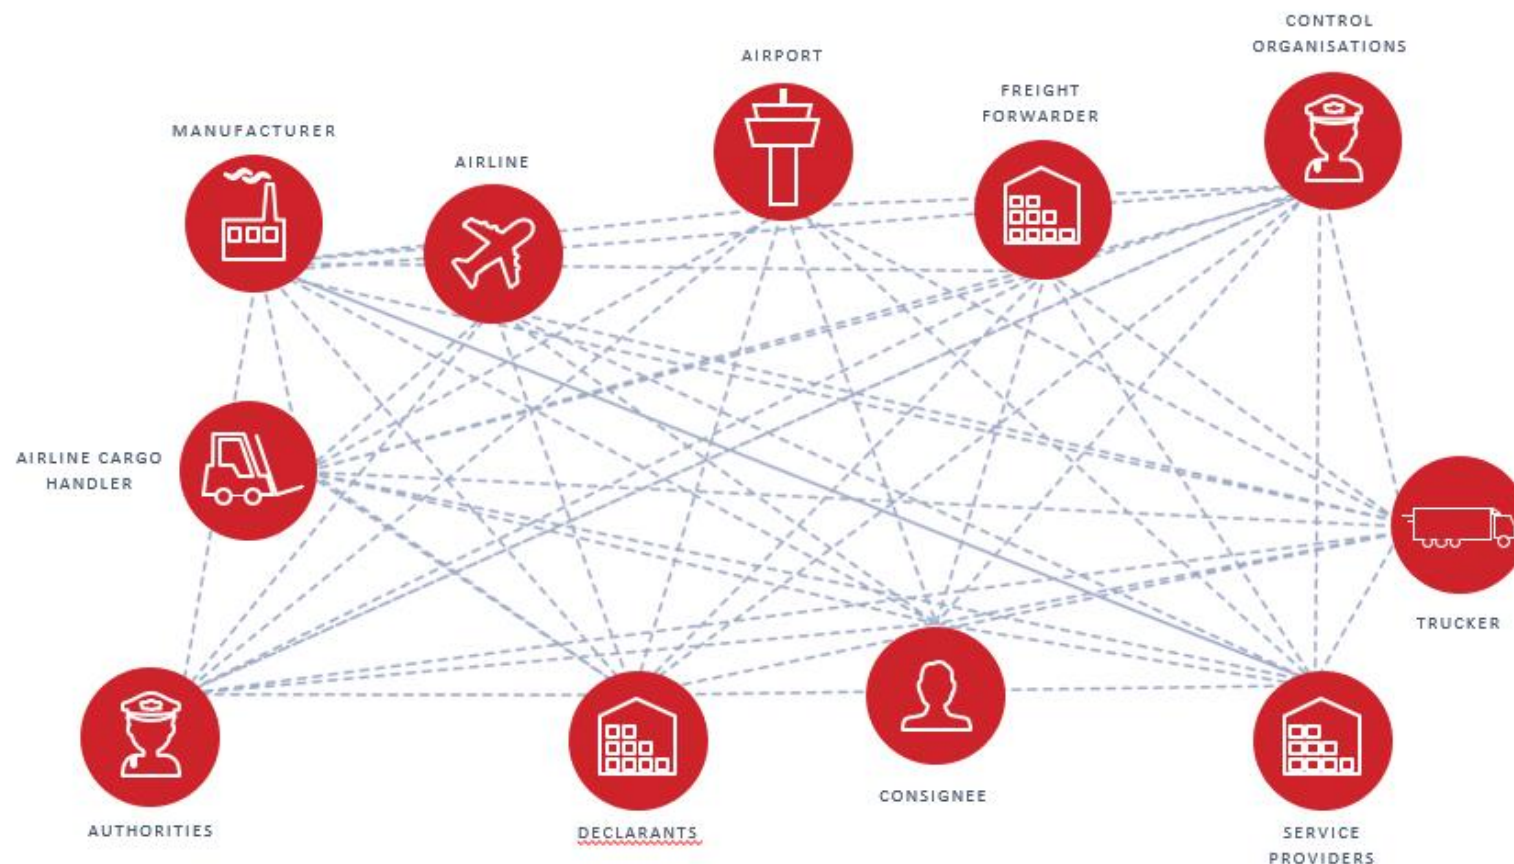 CONTROL
ORGANISATIONS
AIRPORT
FREIGHT
FORWARDER
MANUFACTURER
AIRLINE
AIRLINE CARGO
HANDLER
TRUCKER
CONSIGNEE
AUTHORITIES
DECLARANTS
SERVICE
PROVIDERS